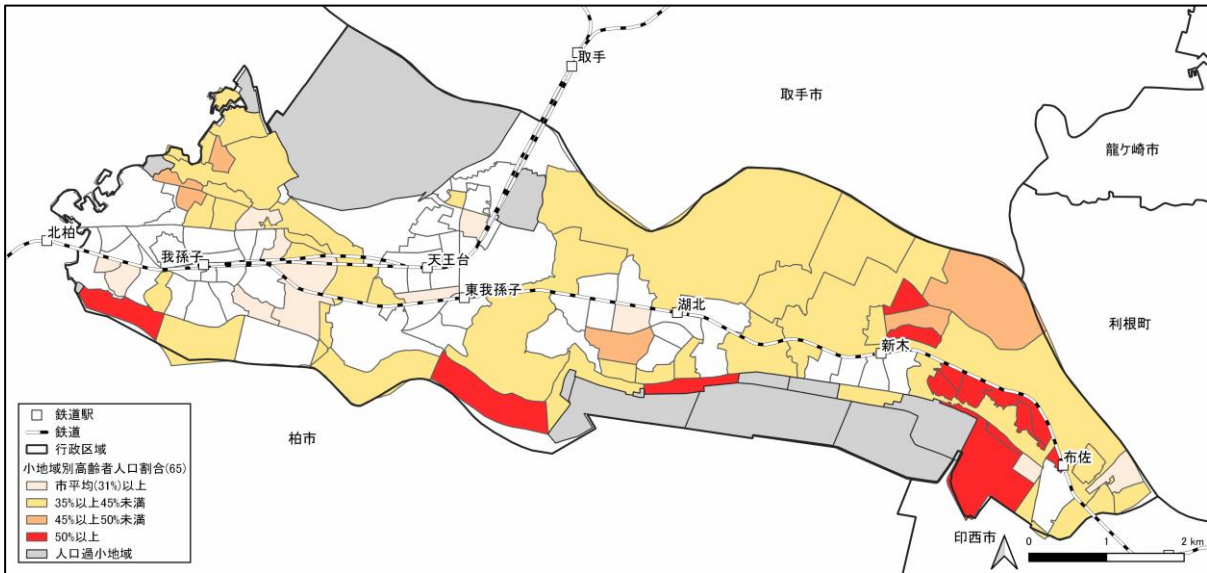 取手
取手市
龍ケ崎市
北柏
我孫子
天王台
東我孫子
湖北
利根町
新木
柏市
布佐
印西市
鉄道駅
鉄道
行政区域
小地域別高齢者人口割合(65)
市平均(31%)以上
35%以上45%未満
45%以上50%未満
50%以上
人口過小地域
0 1 2 km